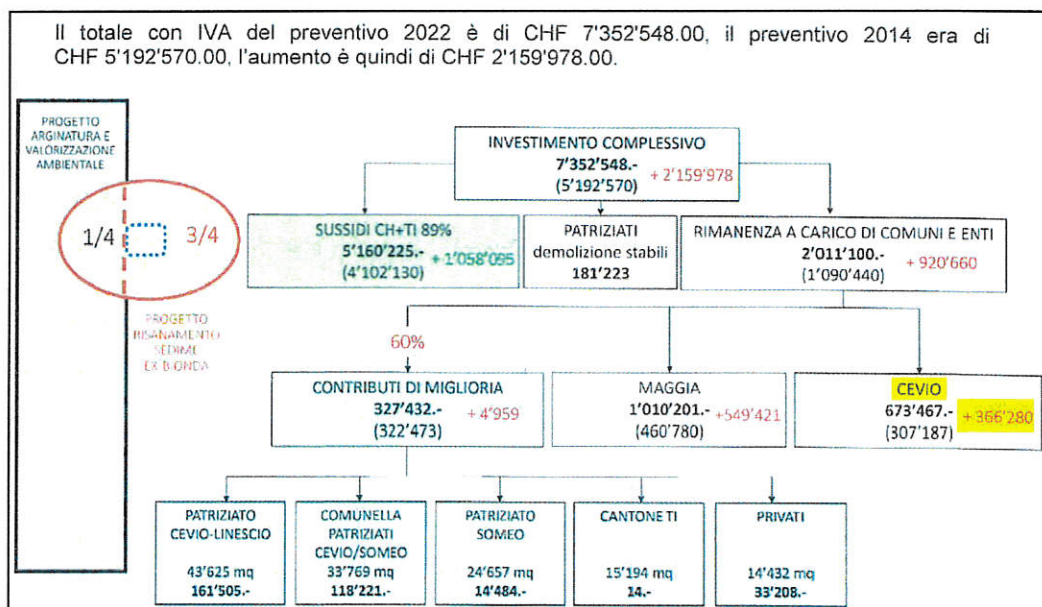 Il totale con IVA del preventivo 2022 è di CHF 7'352'548.00, il preventivo 2014 era di
CHF 5'192'570.00, l'aumento è quindi di CHF 2'159'978.00.
PROGETTO
ARGINATURA E
VALORIZZAZIONE
AMBIENTALE
1/4
3/4
PROGETTO
RISANAMENTO
SEDIME
EX BIONDA
INVESTIMENTO COMPLESSIVO
7'352'548.-
(5'192'570)
+ 2'159'978
SUSSIDI CH+TI 89%
5'160'225.-
(4'102'130)
+ 1'058'095
PATRIZIATI
demolizione stabili
181'223
RIMANENZA A CARICO DI COMUNI E ENTI
2'011'100.-
(1'090'440)
+ 920'660
60%
CONTRIBUTI DI MIGLIORIA
327'432.-
(322'473)
+ 4'959
MAGGIA
1'010'201.-
(460'780)
+549'421
CEVIO
673'467.-
(307'187)
+ 366'280
PATRIZIATO
CEVIO-LINESCIO
43'625 mq
161'505.-
COMUNELLA
PATRIZIATI
CEVIO/SOMEO
33'769 mq
118'221.-
PATRIZIATO
SOMEO
24'657 mq
14'484.-
CANTONE TI
15'194 mq
14.-
PRIVATI
14'432 mq
33'208.-